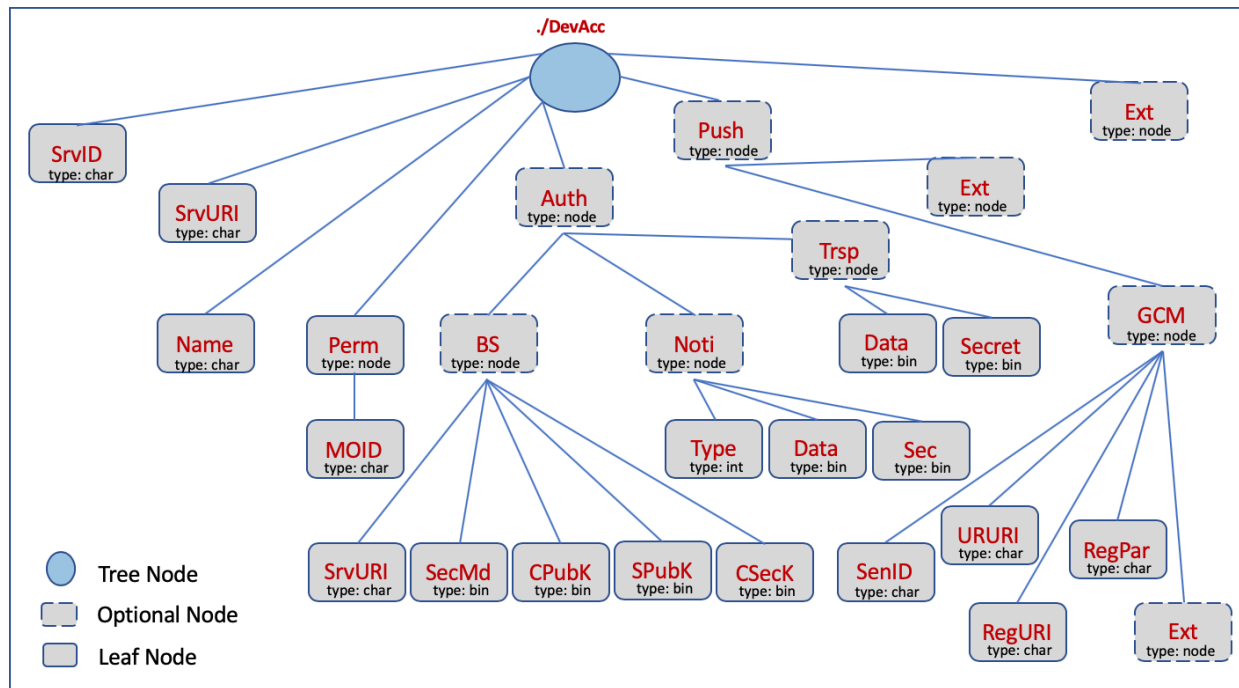 ./DevAcc
SrvID
type: char
SrvURI
type: char
Name
type: char
Perm
type: node
MOID
type: char
Auth
type: node
BS
type: node
SrvURI
type: char
SecMd
type: bin
CPubK
type: bin
SPubK
type: bin
CSecK
type: bin
Noti
type: node
Type
type: int
Data
type: bin
Sec
type: bin
Trsp
type: node
Data
type: bin
Secret
type: bin
Push
type: node
Ext
type: node
GCM
type: node
SenID
type: char
URURI
type: char
RegURI
type: char
RegPar
type: char
Ext
type: node
Ext
type: node
Tree Node
Optional Node
Leaf Node